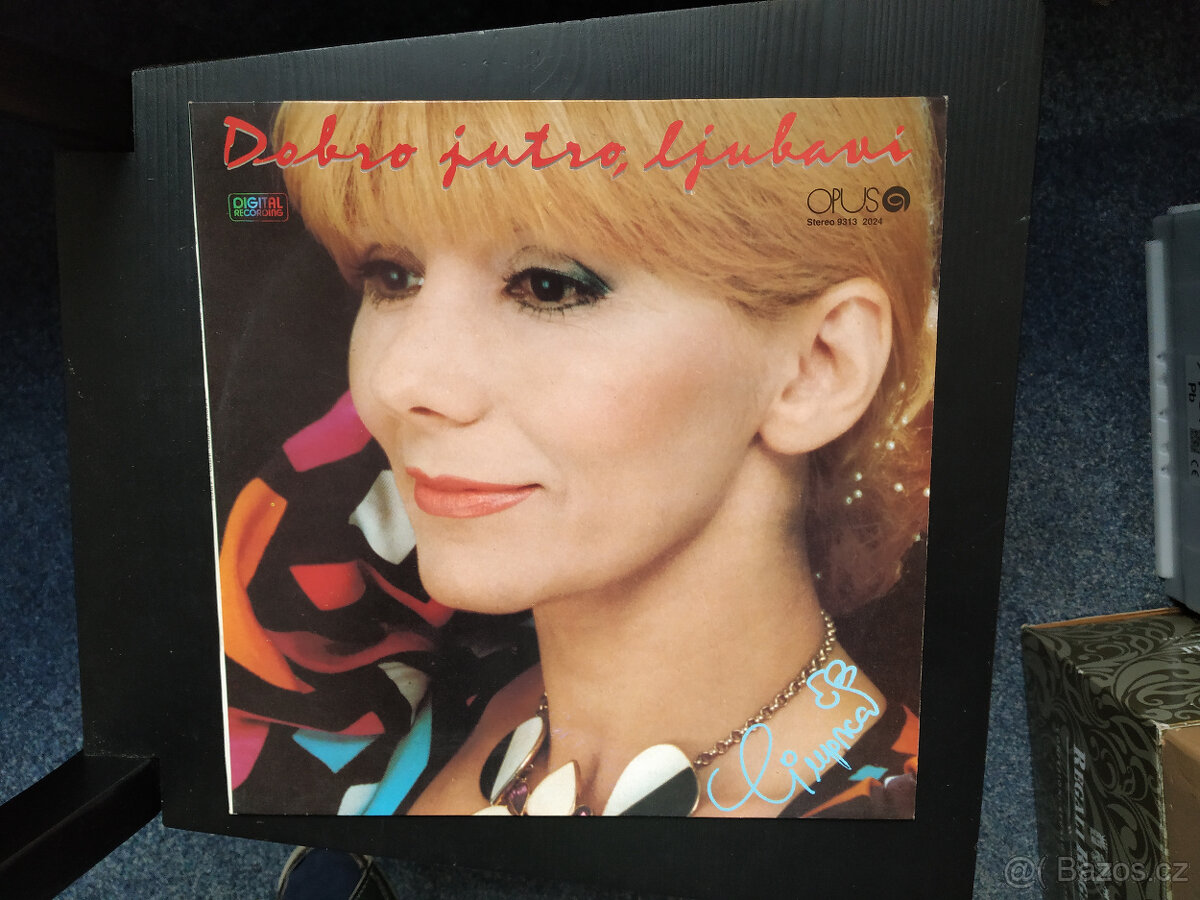 Dobro jutro, ljubavi
DIGITAL
RECORDING
OPUS
Stereo 9313 2024
Bazos.cz